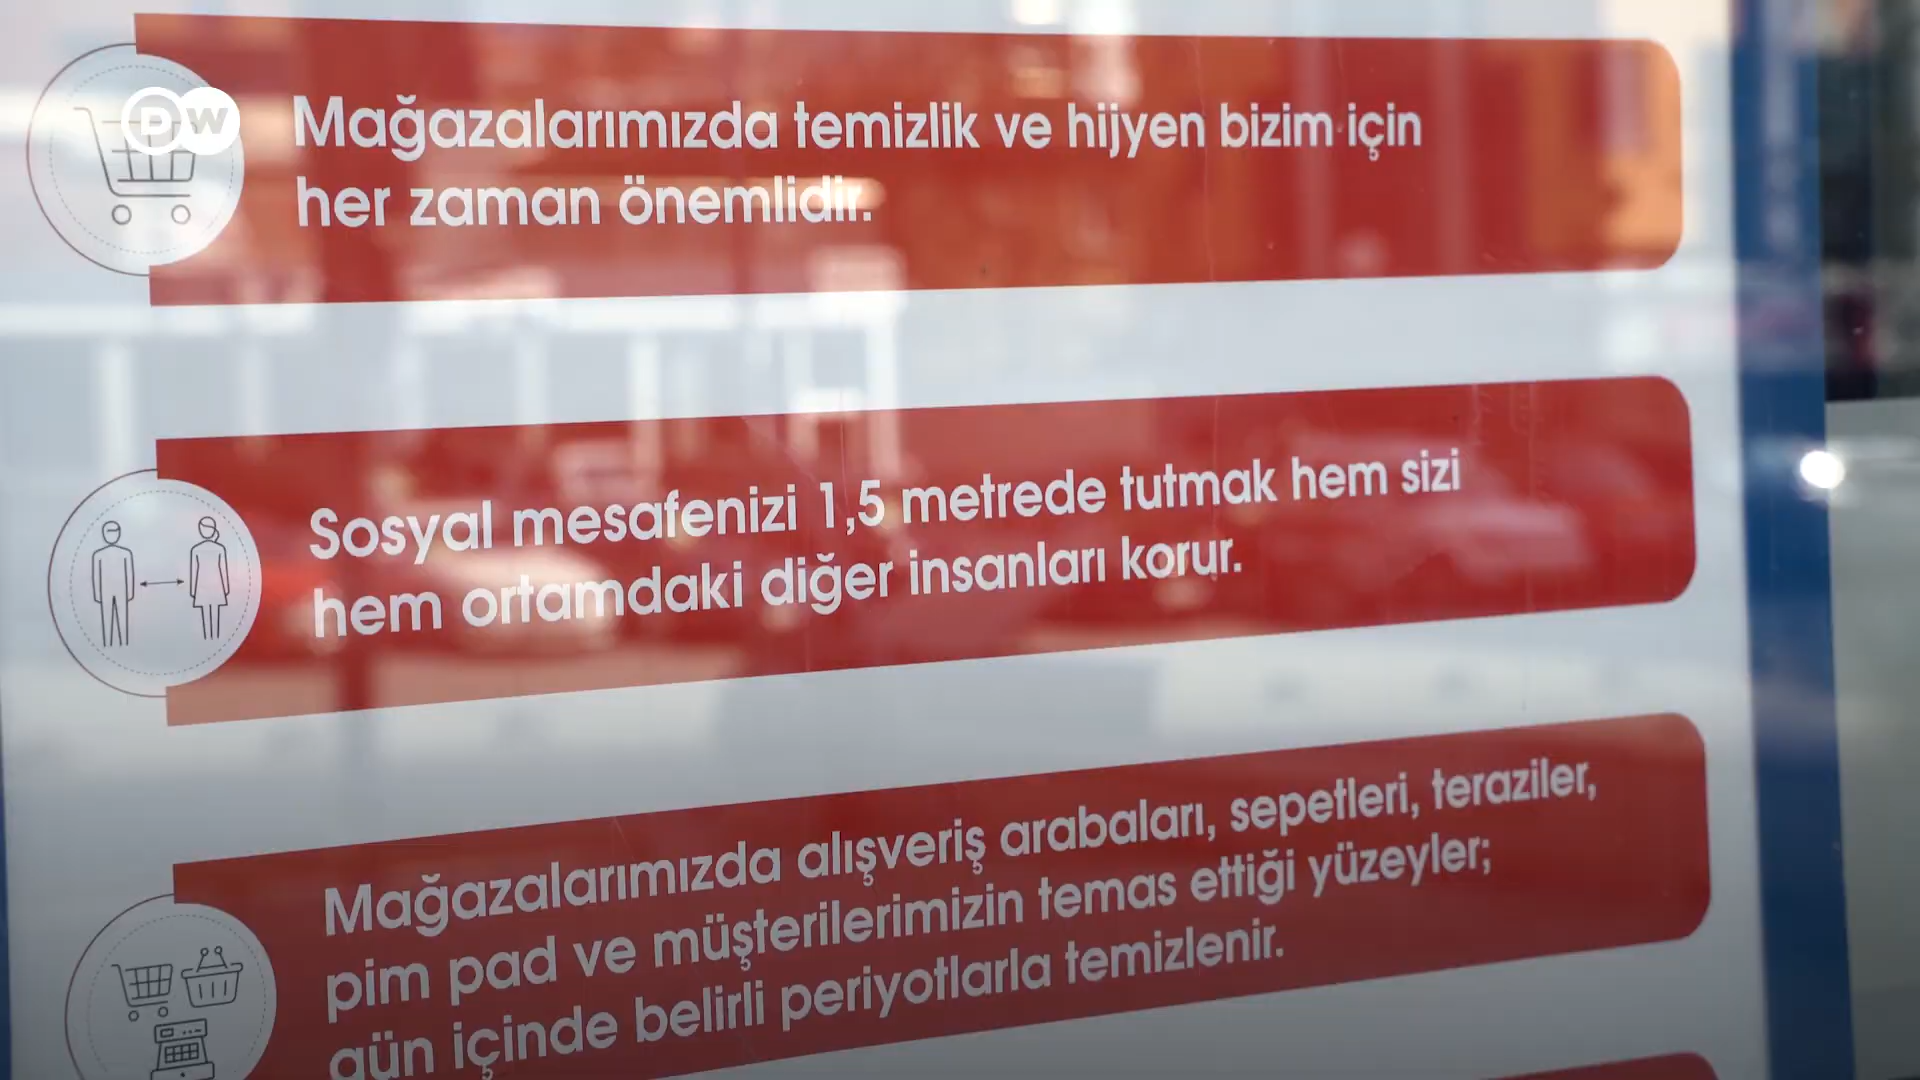 DW
Mağazalarımızda temizlik ve hijyen bizim için
her zaman önemlidir.
Sosyal mesafenizi 1,5 metrede tutmak hem sizi
hem ortamdaki diğer insanları korur.
Mağazalarımızda alışveriş arabaları, sepetleri, teraziler,
pim pad ve müşterilerimizin temas ettiği yüzeyler;
gün içinde belirli periyotlarla temizlenir.